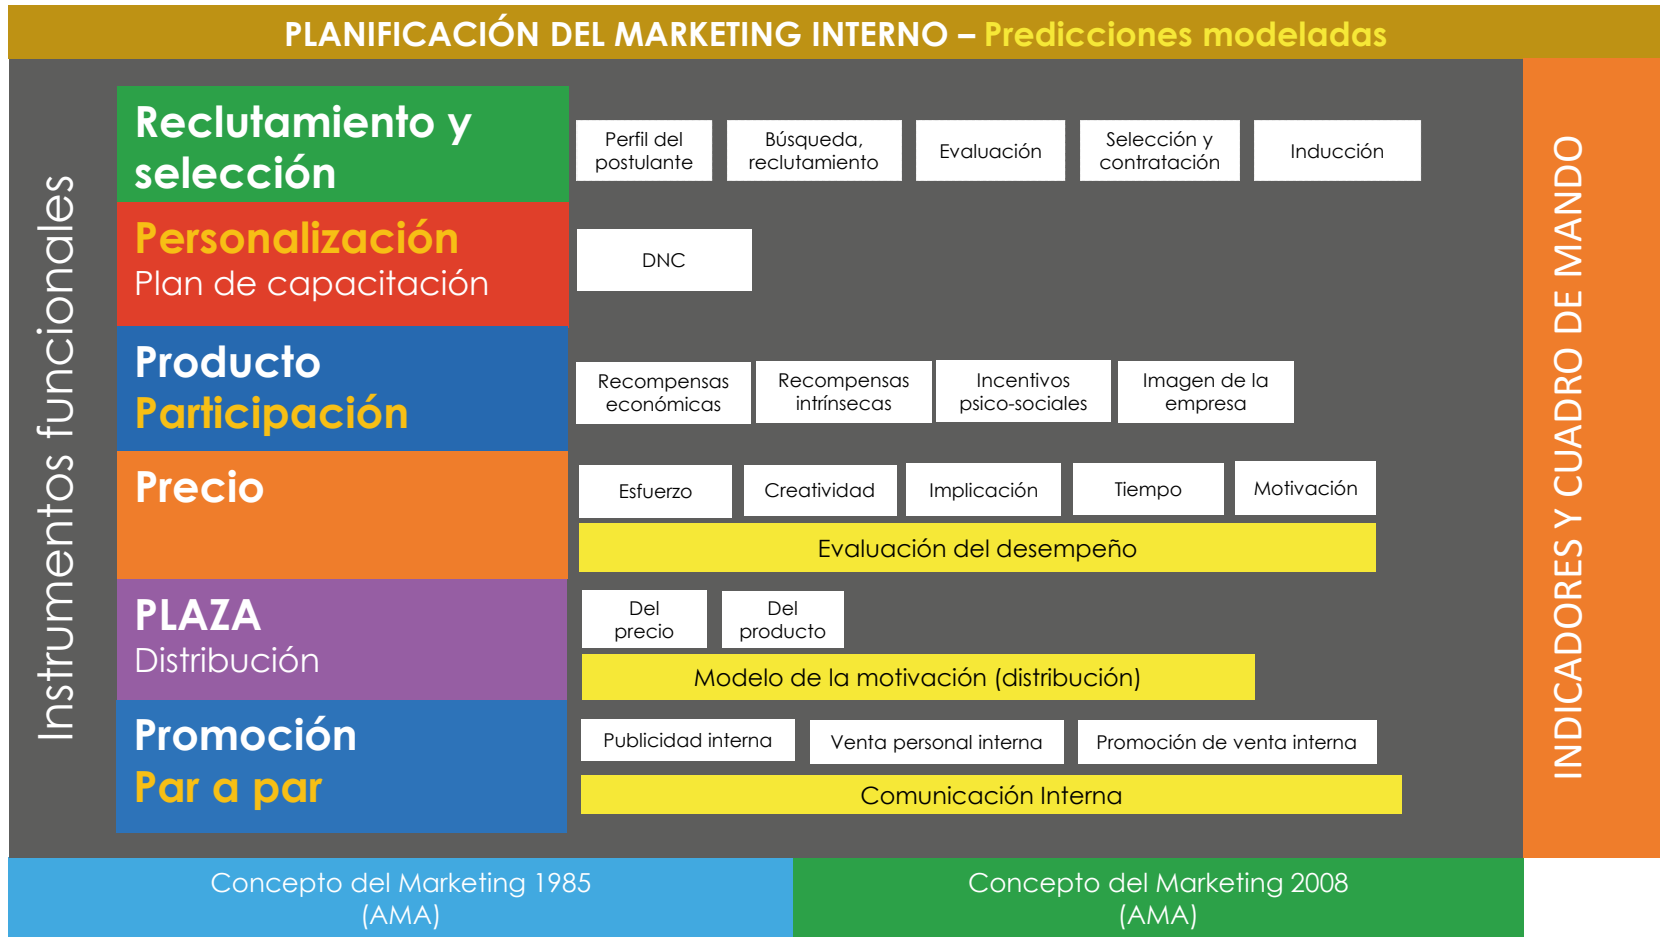 PLANIFICACIÓN DEL MARKETING INTERNO – Predicciones modeladas
Instrumentos funcionales
Reclutamiento y
selección
Perfil del
postulante
Búsqueda,
reclutamiento
Evaluación
Selección y
contratación
Inducción
Personalización
Plan de capacitación
DNC
Producto
Participación
Recompensas
económicas
Recompensas
intrínsecas
Incentivos
psico-sociales
Imagen de la
empresa
Precio
Esfuerzo
Creatividad
Implicación
Tiempo
Motivación
Evaluación del desempeño
PLAZA
Distribución
Del
precio
Del
producto
Modelo de la motivación (distribución)
Promoción
Par a par
Publicidad interna
Venta personal interna
Promoción de venta interna
Comunicación Interna
INDICADORES Y CUADRO DE MANDO
Concepto del Marketing 1985
(AMA)
Concepto del Marketing 2008
(AMA)